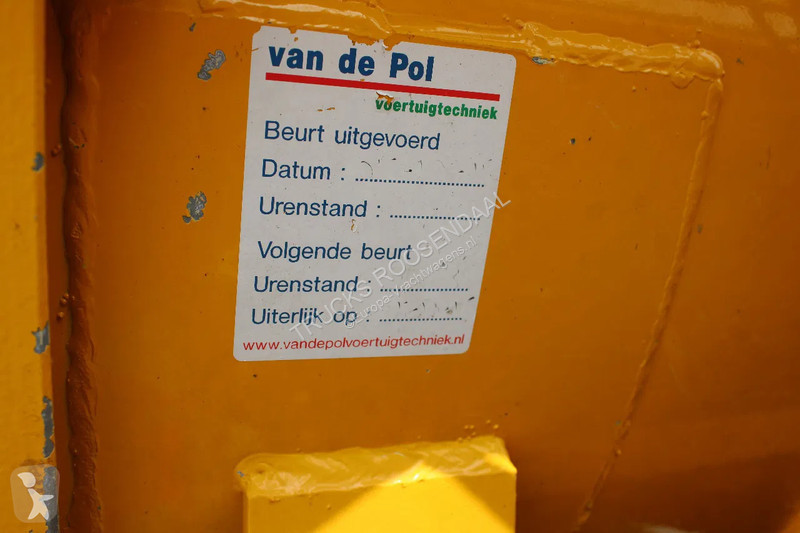 van de Pol
voertuigtechniek
Beurt uitgevoerd
Datum : ........................
Urenstand : .................
Volgende beurt
Urenstand : .................
Uiterlijk op : ................
www.vandepolvoertuigtechniek.nl
TRUCKS ROOSENDAAL